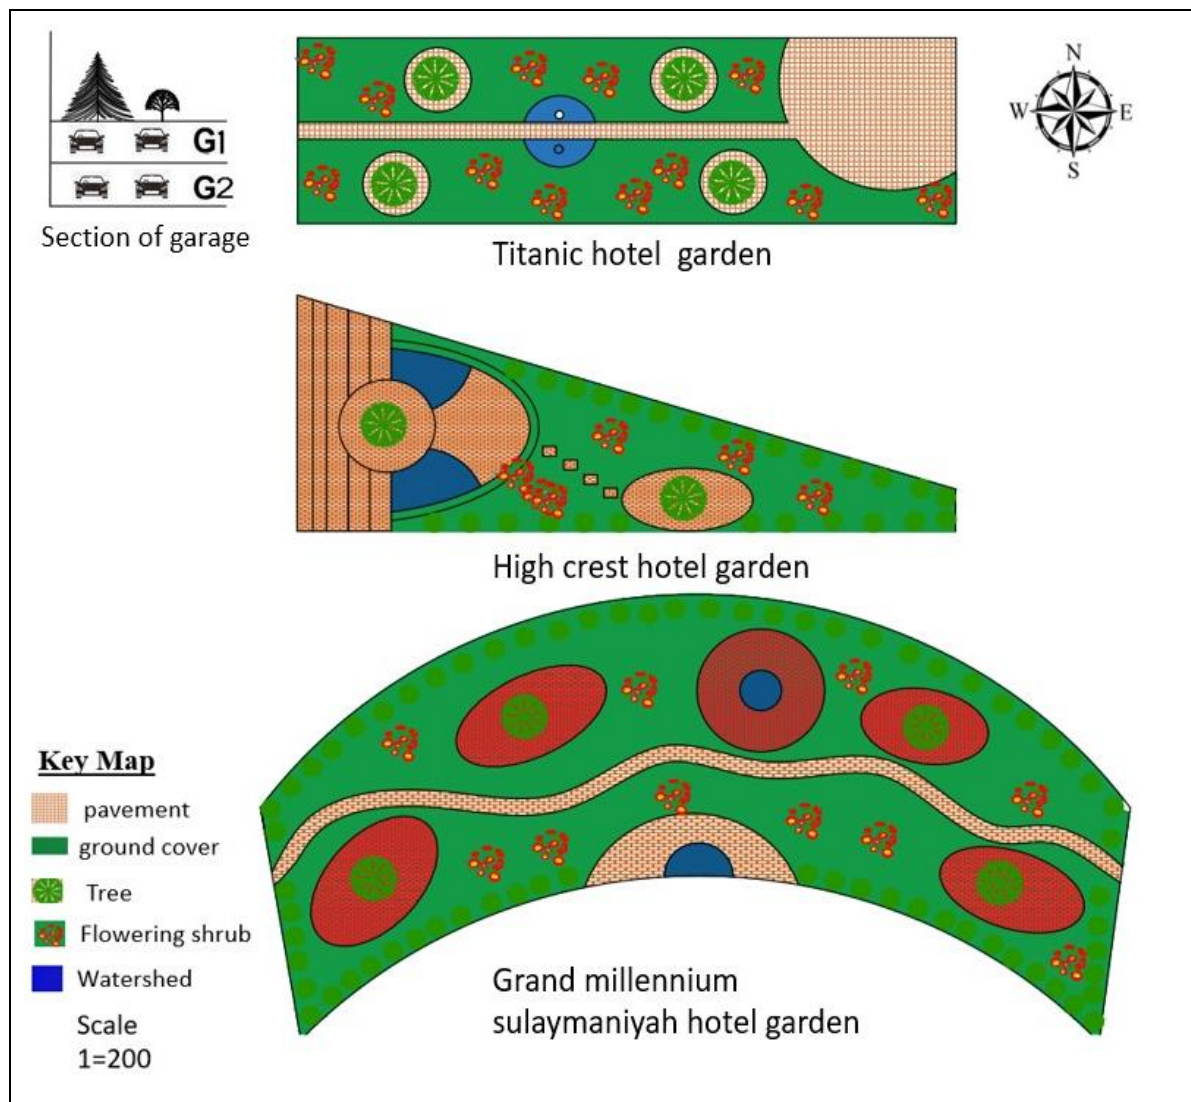 G1
G2
Section of garage
Titanic hotel garden
N
W E
S
High crest hotel garden
Key Map
pavement
ground cover
Tree
Flowering shrub
Watershed
Scale
1=200
Grand millennium
sulaymaniyah hotel garden